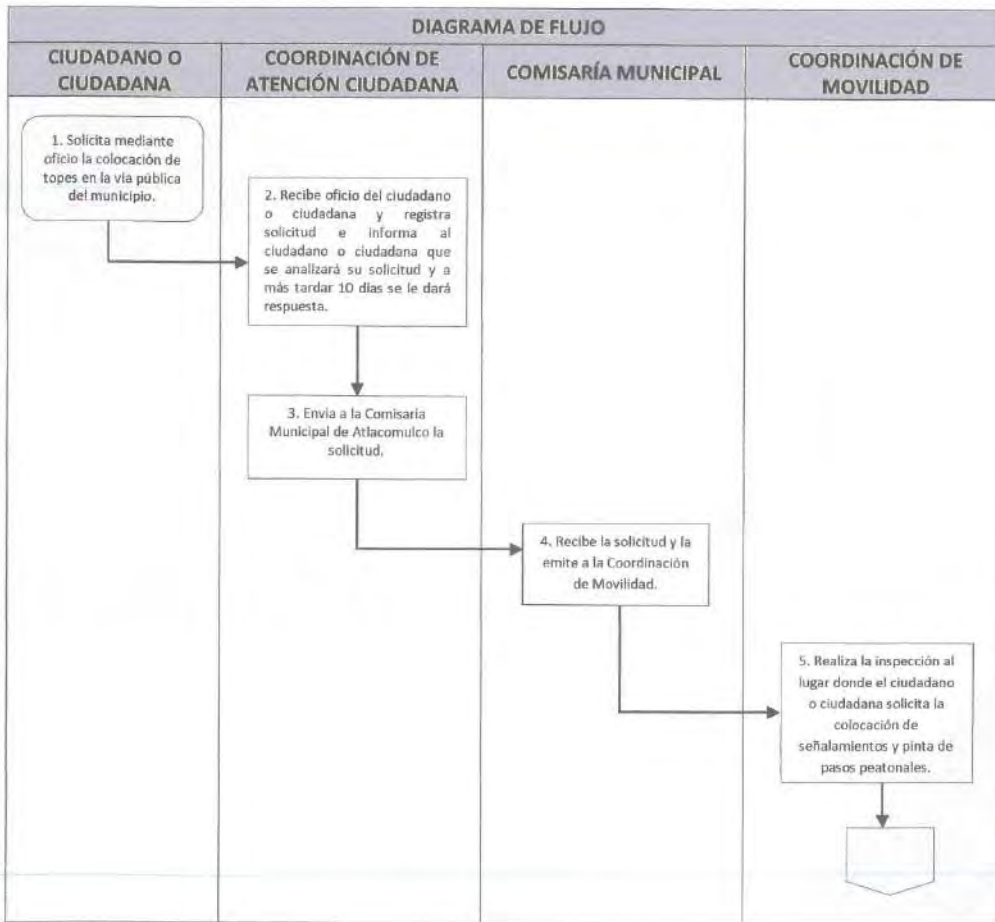 DIAGRAMA DE FLUJO
CIUDADANO O
CIUDADANA
COORDINACIÓN DE
ATENCIÓN CIUDADANA
COMISARÍA MUNICIPAL
COORDINACIÓN DE
MOVILIDAD
1. Solicita mediante
oficio la colocación de
topes en la vía pública
del municipio.
2. Recibe oficio del ciudadano
o ciudadana y registra
solicitud e informa al
ciudadano o ciudadana que
se analizará su solicitud y a
más tardar 10 días se le dará
respuesta.
3. Envia a la Comisaria
Municipal de Atlacomulco la
solicitud.
4. Recibe la solicitud y la
emite a la Coordinación
de Movilidad.
5. Realiza la inspección al
lugar donde el ciudadano
o ciudadana solicita la
colocación de
señalamientos y pinta de
pasos peatonales.